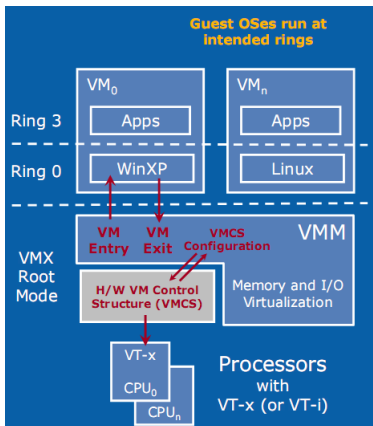 Guest OSes run at
intended rings
VM0
VMn
Ring 3
Apps
Apps
Ring 0
WinXP
Linux
VM
Entry
VM
Exit
VMCS
Configuration
VMM
VMX
Root
Mode
H/W VM Control
Structure (VMCS)
Memory and I/O
Virtualization
VT-x
CPU0
CPUn
Processors
with
VT-x (or VT-i)